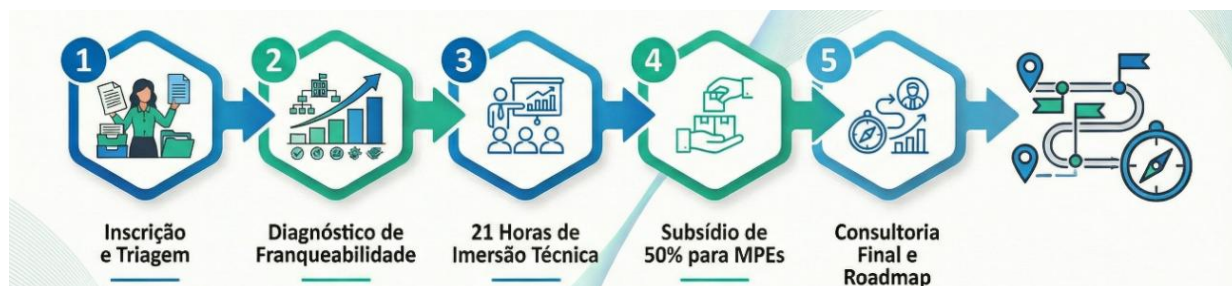 1
Inscrição
e Triagem
2
Diagnóstico de
Franqueabilidade
3
21 Horas de
Imersão Técnica
4
Subsídio de
50% para MPEs
5
Consultoria
Final e
Roadmap